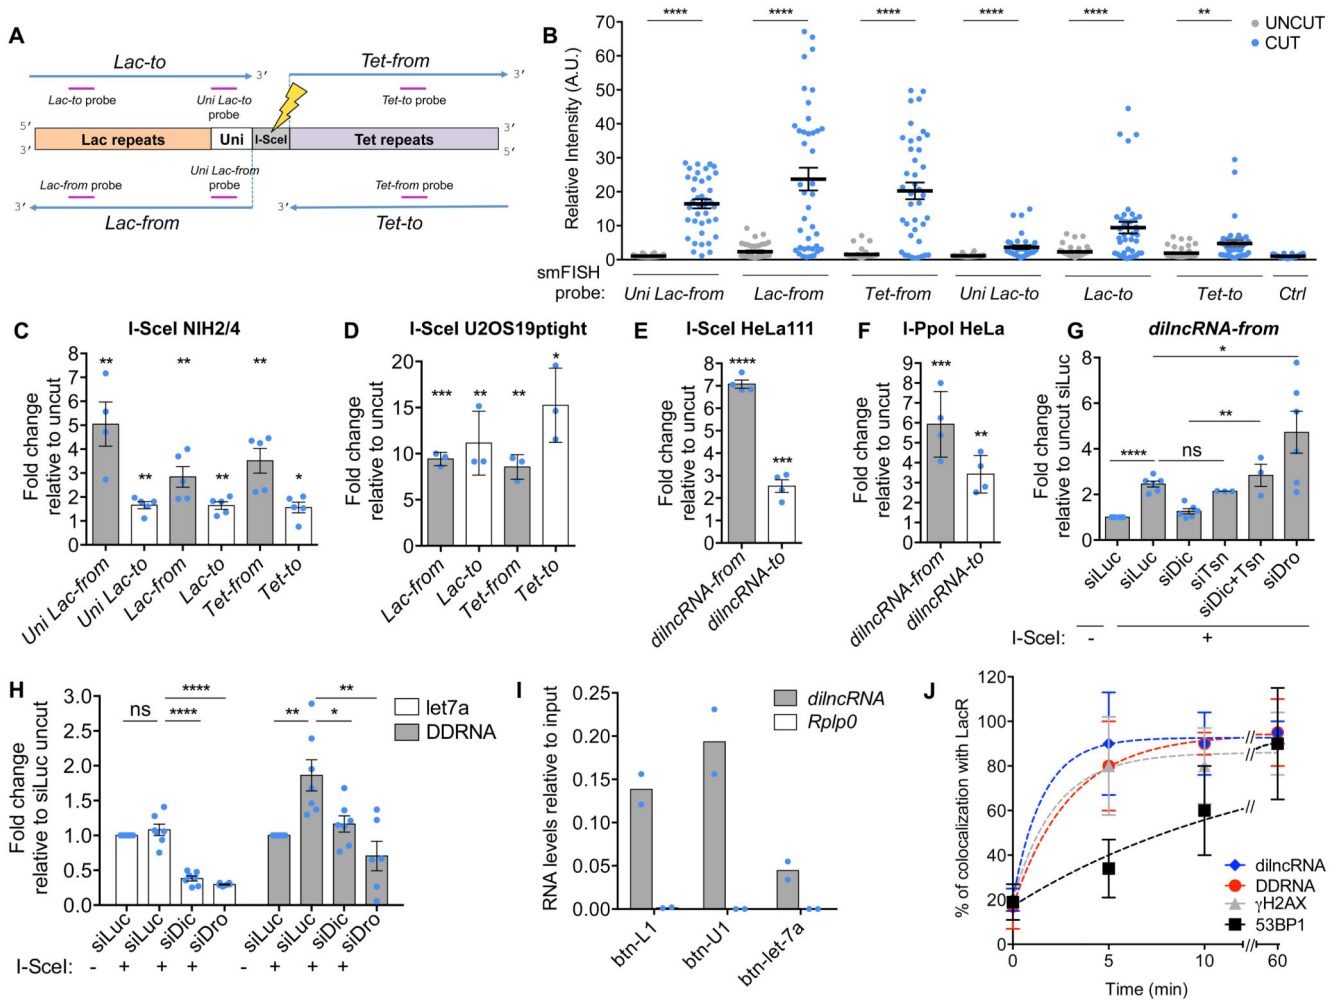 A
Lac-to
3′
Tet-from
3′
Lac-to probe
Uni Lac-to
probe
Tet-to probe
5′
3′
Lac repeats
Uni
I-SceI
Tet repeats
3′
5′
Lac-from probe
Uni Lac-from
probe
Tet-from probe
Lac-from
3′
Tet-to
B
Relative Intensity (A.U.)
70
60
50
40
30
20
10
0
****
****
****
****
****
**
UNCUT
CUT
smFISH
probe:
Uni Lac-from
Lac-from
Tet-from
Uni Lac-to
Lac-to
Tet-to
Ctrl
C
I-SceI NIH2/4
Fold change
relative to uncut
8
7
6
5
4
3
2
1
0
**
**
**
**
**
*
Uni Lac-from
Uni Lac-to
Lac-from
Lac-to
Tet-from
Tet-to
D
I-SceI U2OS19ptight
Fold change
relative to uncut
20
15
10
5
0
***
**
**
*
Lac-from
Lac-to
Tet-from
Tet-to
E
I-SceI HeLa111
Fold change
relative to uncut
8
7
6
5
4
3
2
1
0
****
***
dilncRNA-from
dilncRNA-to
F
I-PpoI HeLa
Fold change
relative to uncut
9
8
7
6
5
4
3
2
1
0
***
**
dilncRNA-from
dilncRNA-to
G
dilncRNA-from
Fold change
relative to uncut siLuc
8
6
4
2
0
*
**
****
ns
siLuc
siLuc
siDic
siTsn
siDic+Tsn
siDro
I-SceI:
-
+
H
Fold change
relative to siLuc uncut
3.0
2.5
2.0
1.5
1.0
0.5
0.0
ns
****
****
**
*
**
let7a
DDRNA
siLuc
siLuc
siDic
siDro
siLuc
siLuc
siDic
siDro
I-SceI: - + + + - + + +
I
RNA levels relative to input
0.25
0.20
0.15
0.10
0.05
0.00
dilncRNA
Rplp0
btn-L1
btn-U1
btn-let-7a
J
% of colocalization with LacR
120
100
80
60
40
20
0
//
//
//
//
dilncRNA
DDRNA
γH2AX
53BP1
0
5
10
60
Time (min)